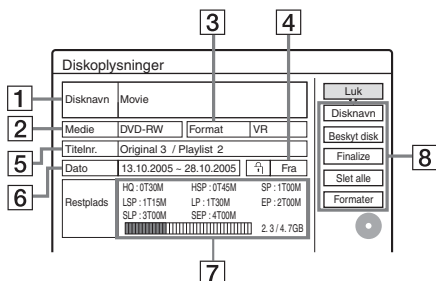 3
4
Diskoplysninger
1
Disknavn Movie
Luk
Disknavn
2
Medie DVD-RW Format VR
Beskyt disk
5
Titelnr. Original 3 / Playlist 2
Finalize
8
6
Dato 13.10.2005 ~ 28.10.2005 Fra
Slet alle
Formater
Restplads
HQ : 0T30M HSP : 0T45M SP : 1T00M
LSP : 1T15M LP : 1T30M EP : 2T00M
SLP : 3T00M SEP : 4T00M
2. 3 / 4. 7GB
7